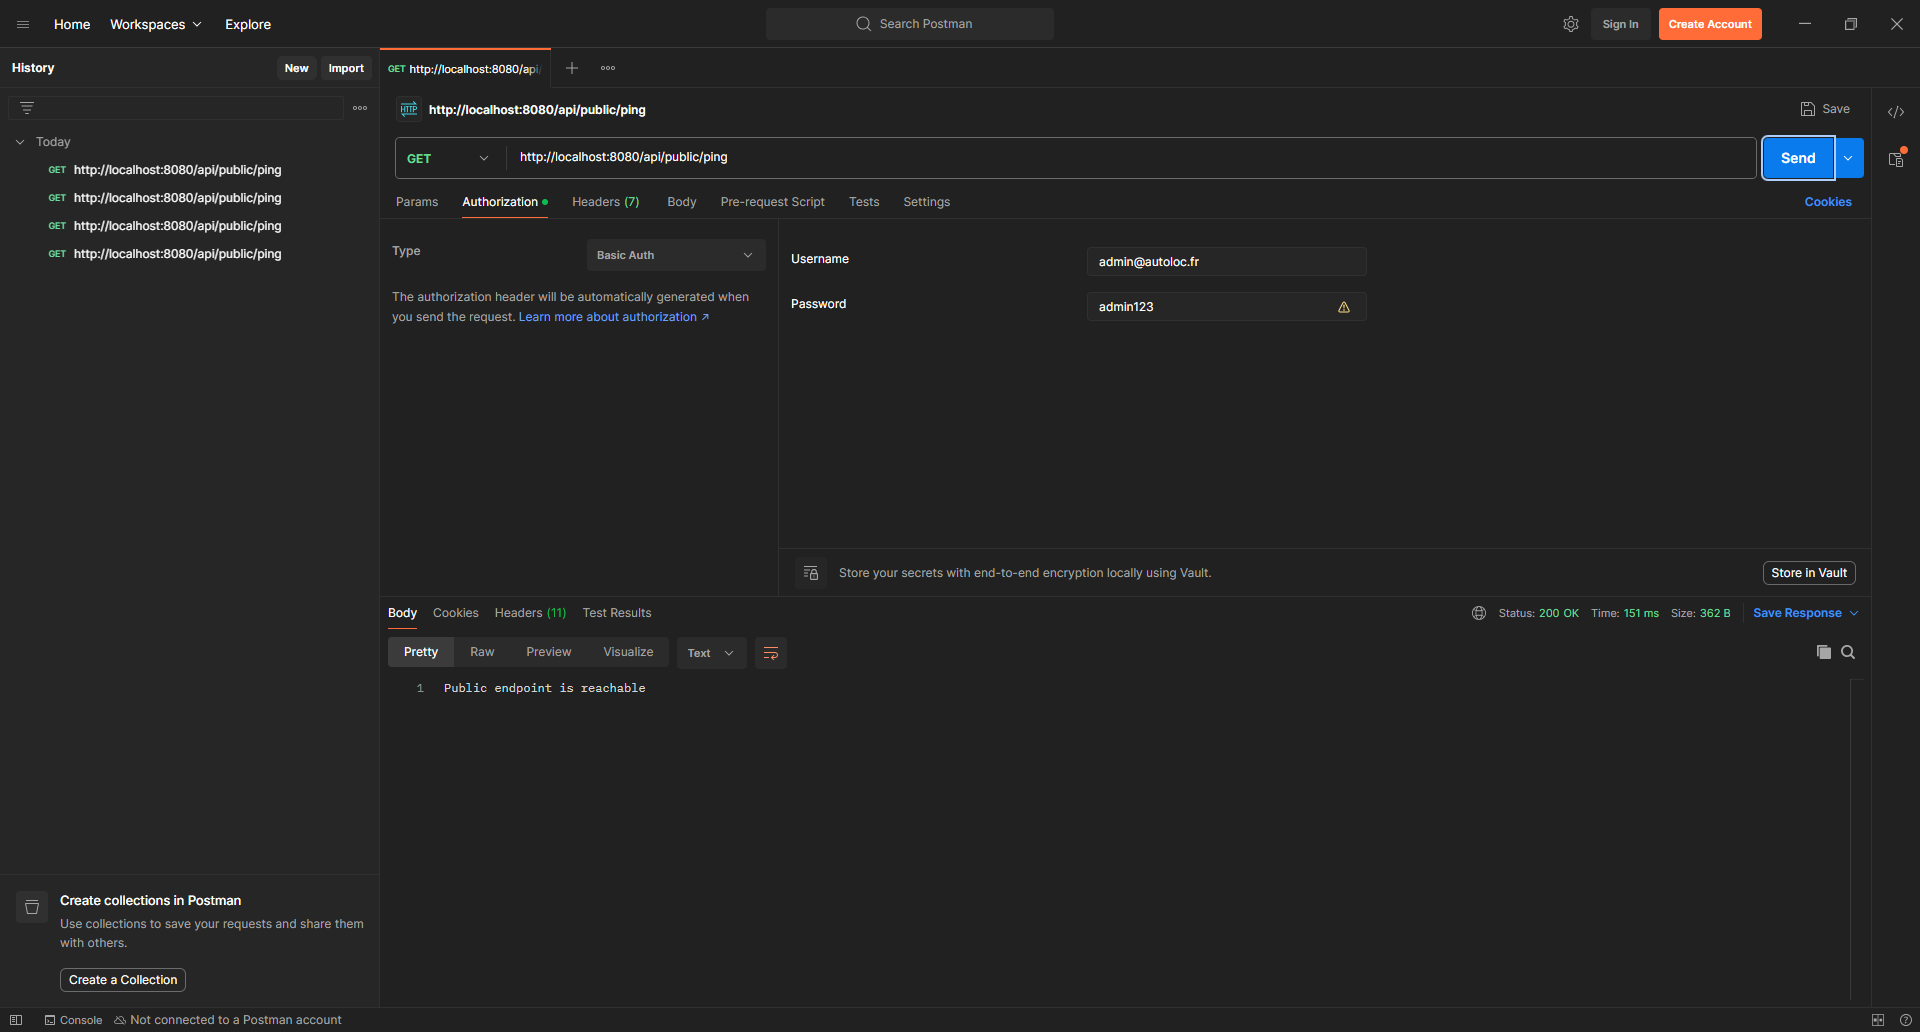 Home
Workspaces
Explore
Search Postman
Sign In
Create Account
History
New
Import
GET http://localhost:8080/api/
Today
GET http://localhost:8080/api/public/ping
GET http://localhost:8080/api/public/ping
GET http://localhost:8080/api/public/ping
GET http://localhost:8080/api/public/ping
HTTP http://localhost:8080/api/public/ping
Save
GET
http://localhost:8080/api/public/ping
Send
Params
Authorization
Headers (7)
Body
Pre-request Script
Tests
Settings
Cookies
Type
Basic Auth
The authorization header will be automatically generated when
you send the request. Learn more about authorization ↗
Username
admin@autoloc.fr
Password
admin123
Store your secrets with end-to-end encryption locally using Vault.
Store in Vault
Body
Cookies
Headers (11)
Test Results
Status: 200 OK
Time: 151 ms
Size: 362 B
Save Response
Pretty
Raw
Preview
Visualize
Text
1 Public endpoint is reachable
Create collections in Postman
Use collections to save your requests and share them
with others.
Create a Collection
Console
Not connected to a Postman account